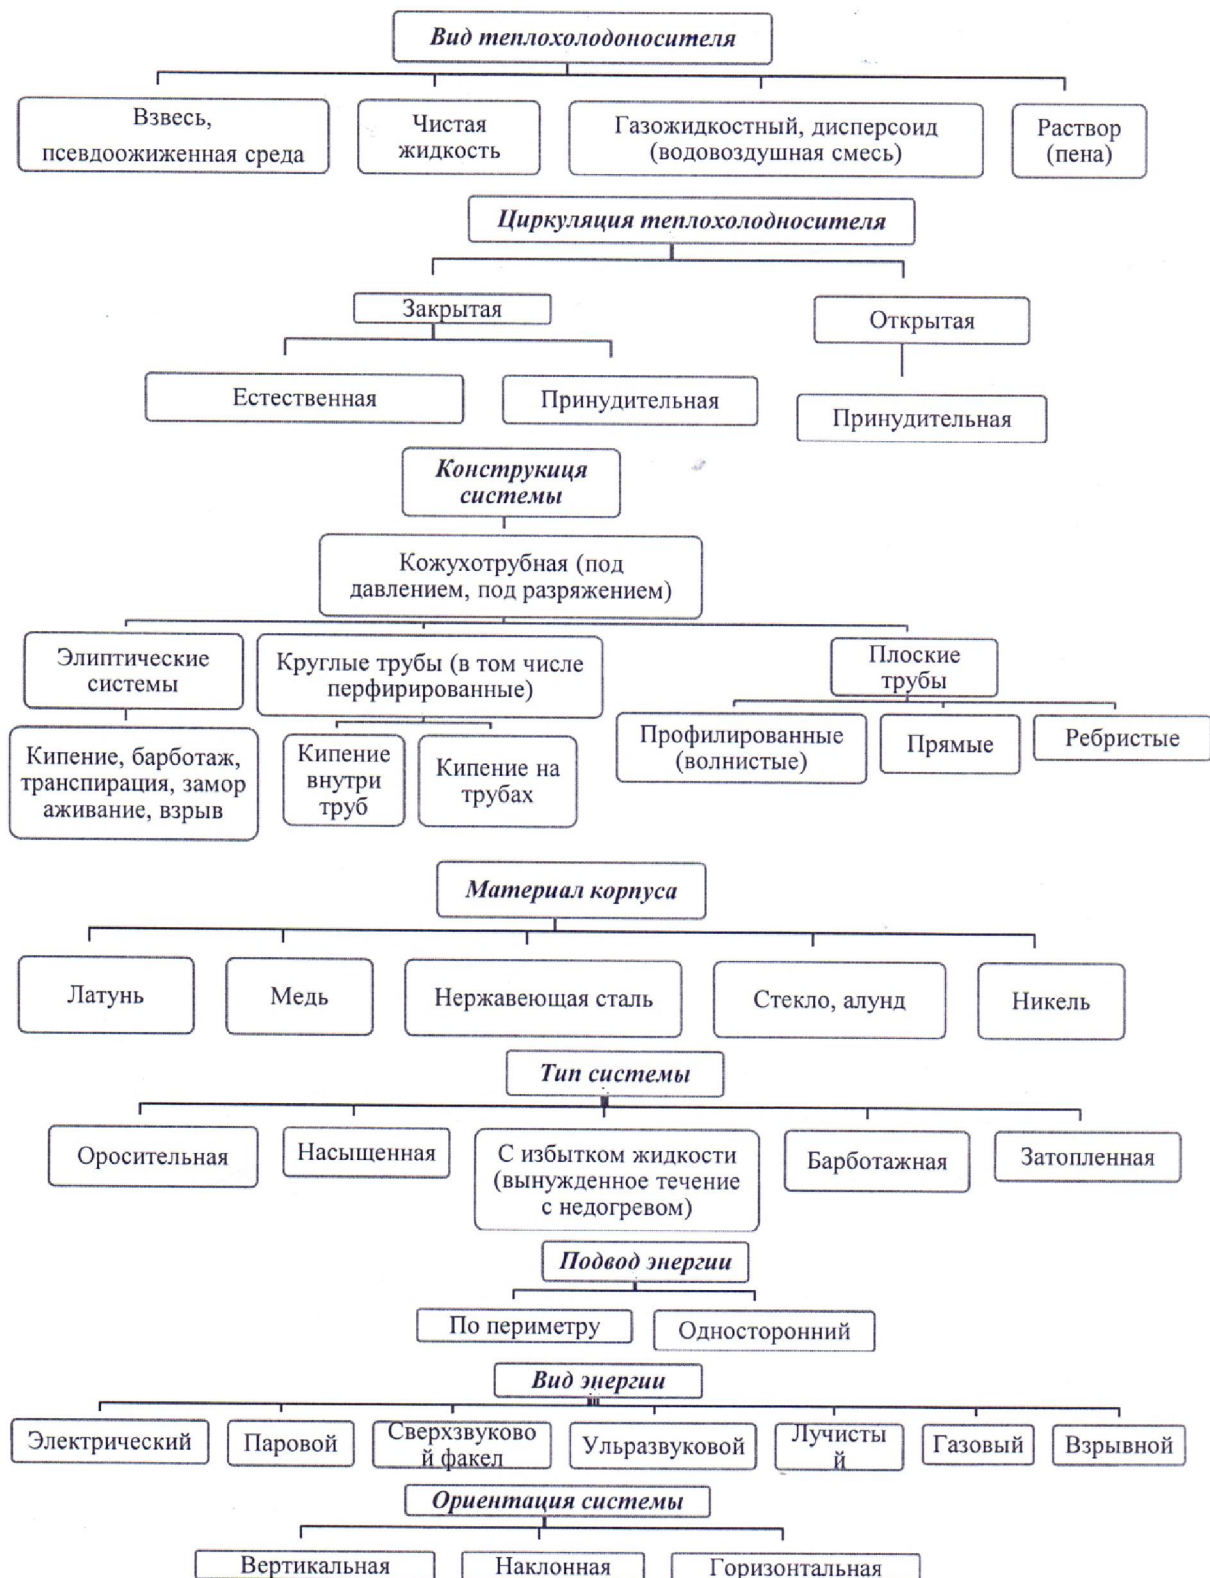 Вид теплохолодоносителя
Взвесь,
псевдоожиженная среда
Чистая
жидкость
Газожидкостный, дисперсоид
(водовоздушная смесь)
Раствор
(пена)
Циркуляция теплохолодносителя
Закрытая
Открытая
Естественная
Принудительная
Принудительная
Конструкиця
системы
Кожухотрубная (под
давлением, под разряжением)
Элиптические
системы
Круглые трубы (в том числе
перфирированные)
Плоские
трубы
Кипение, барботаж,
транспирация, замор
аживание, взрыв
Кипение
внутри
труб
Кипение на
трубах
Профилированные
(волнистые)
Прямые
Ребристые
Материал корпуса
Латунь
Медь
Нержавеющая сталь
Стекло, алунд
Никель
Тип системы
Оросительная
Насыщенная
С избытком жидкости
(вынужденное течение
с недогревом)
Барботажная
Затопленная
Подвод энергии
По периметру
Односторонний
Вид энергии
Электрический
Паровой
Сверхзвуково
й факел
Ульразвуковой
Лучисты
й
Газовый
Взрывной
Ориентация системы
Вертикальная
Наклонная
Горизонтальная